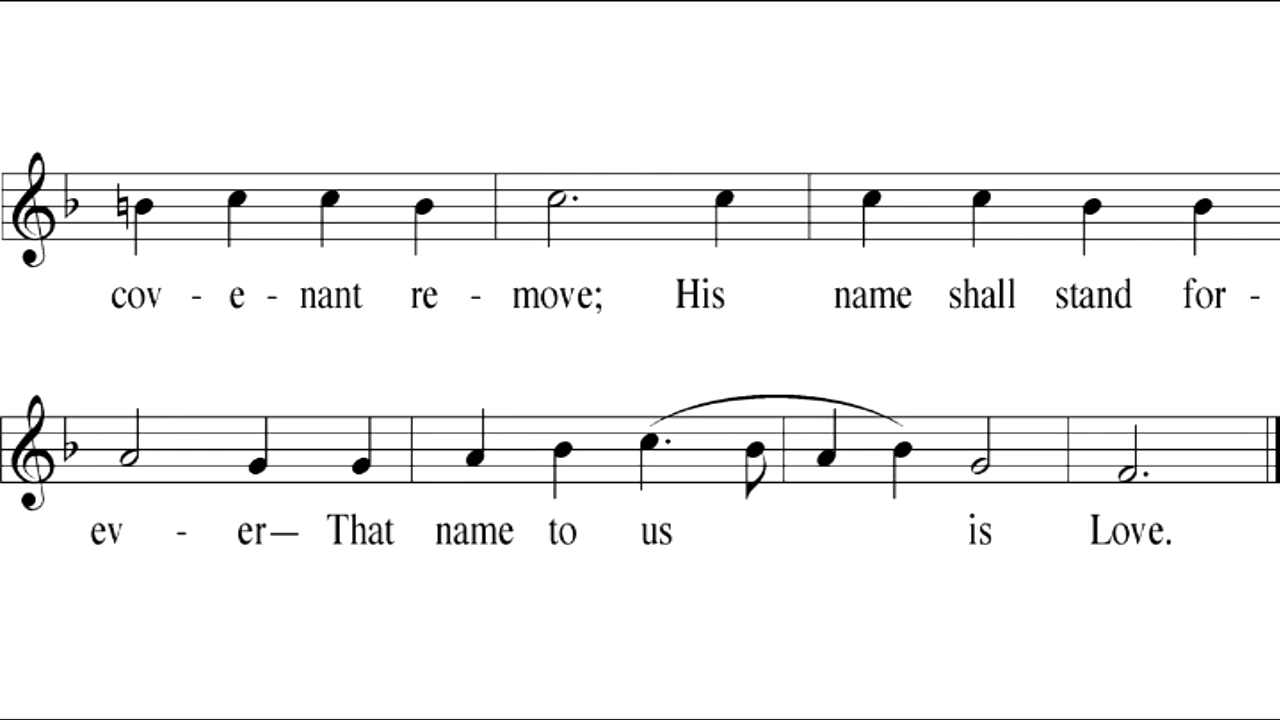 cov - e - nant re - move; His name shall stand for -
ev - er— That name to us is Love.